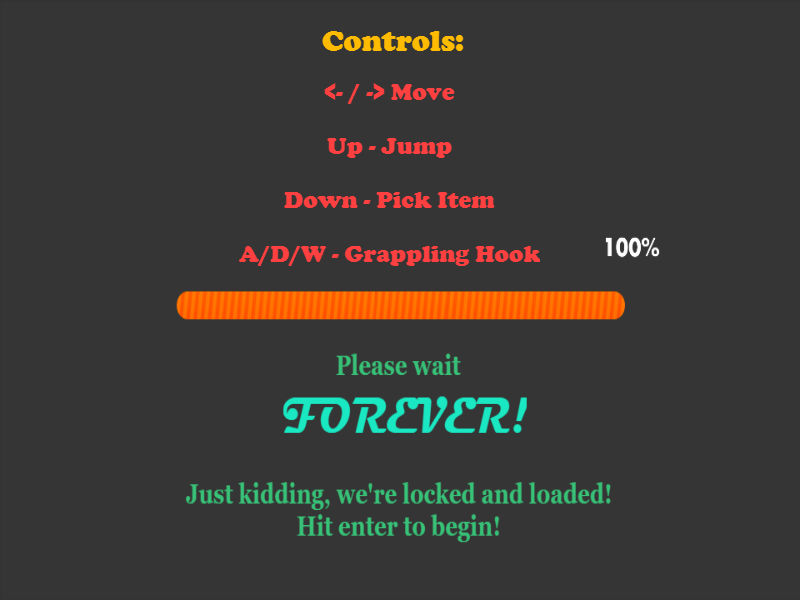 Controls:
<- / -> Move
Up - Jump
Down - Pick Item
A/D/W - Grappling Hook
100%
Please wait
FOREVER!
Just kidding, we're locked and loaded!
Hit enter to begin!